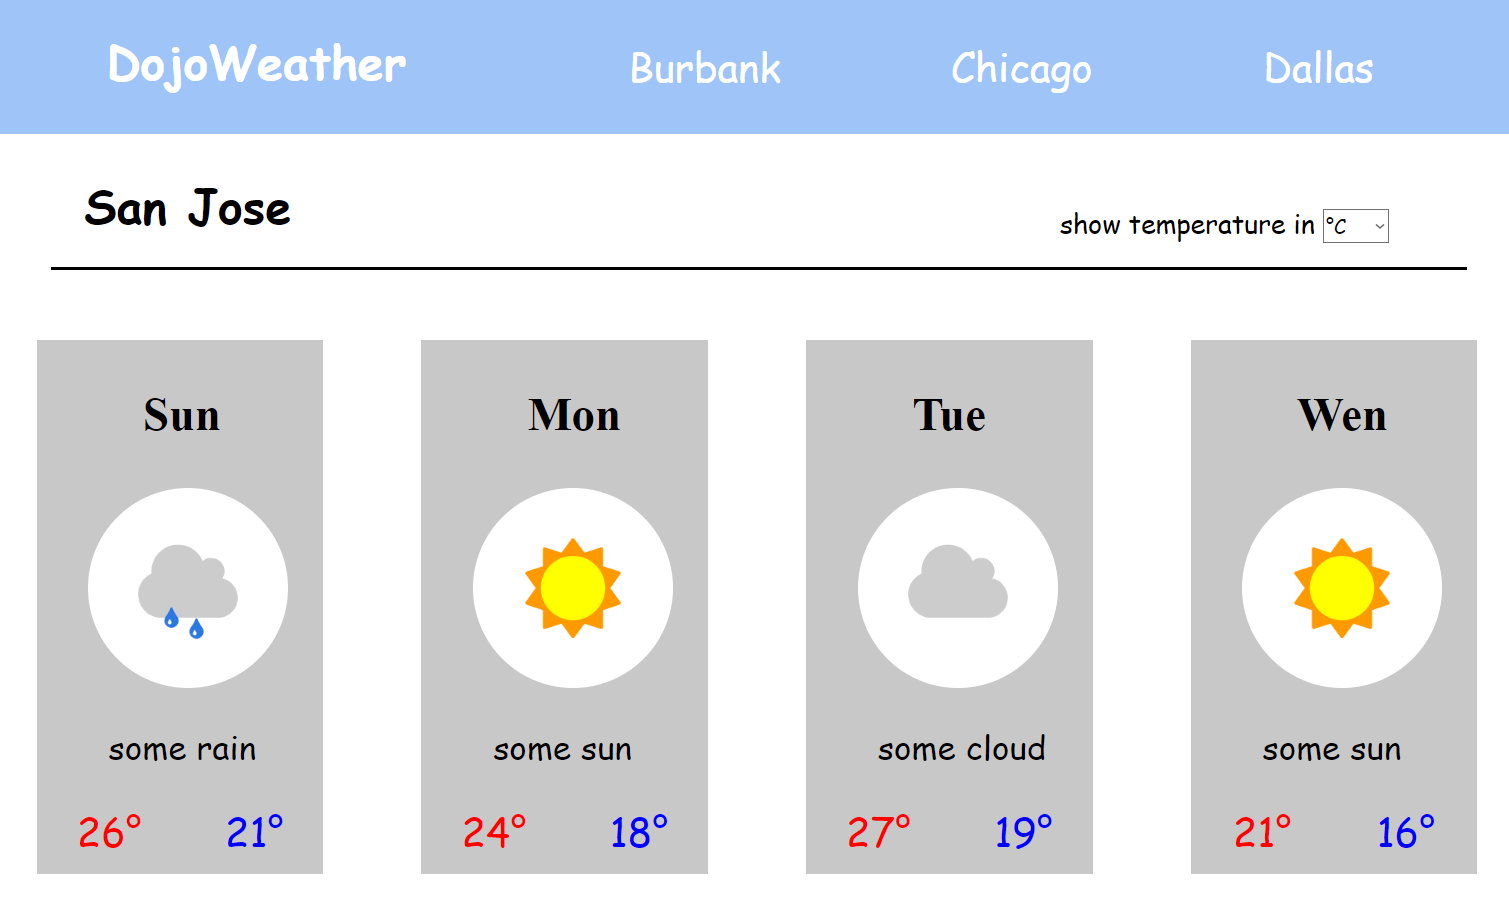 DojoWeather Burbank Chicago Dallas
San Jose
show temperature in °C
Sun Mon Tue Wen
some rain some sun some cloud some sun
26° 21° 24° 18° 27° 19° 21° 16°